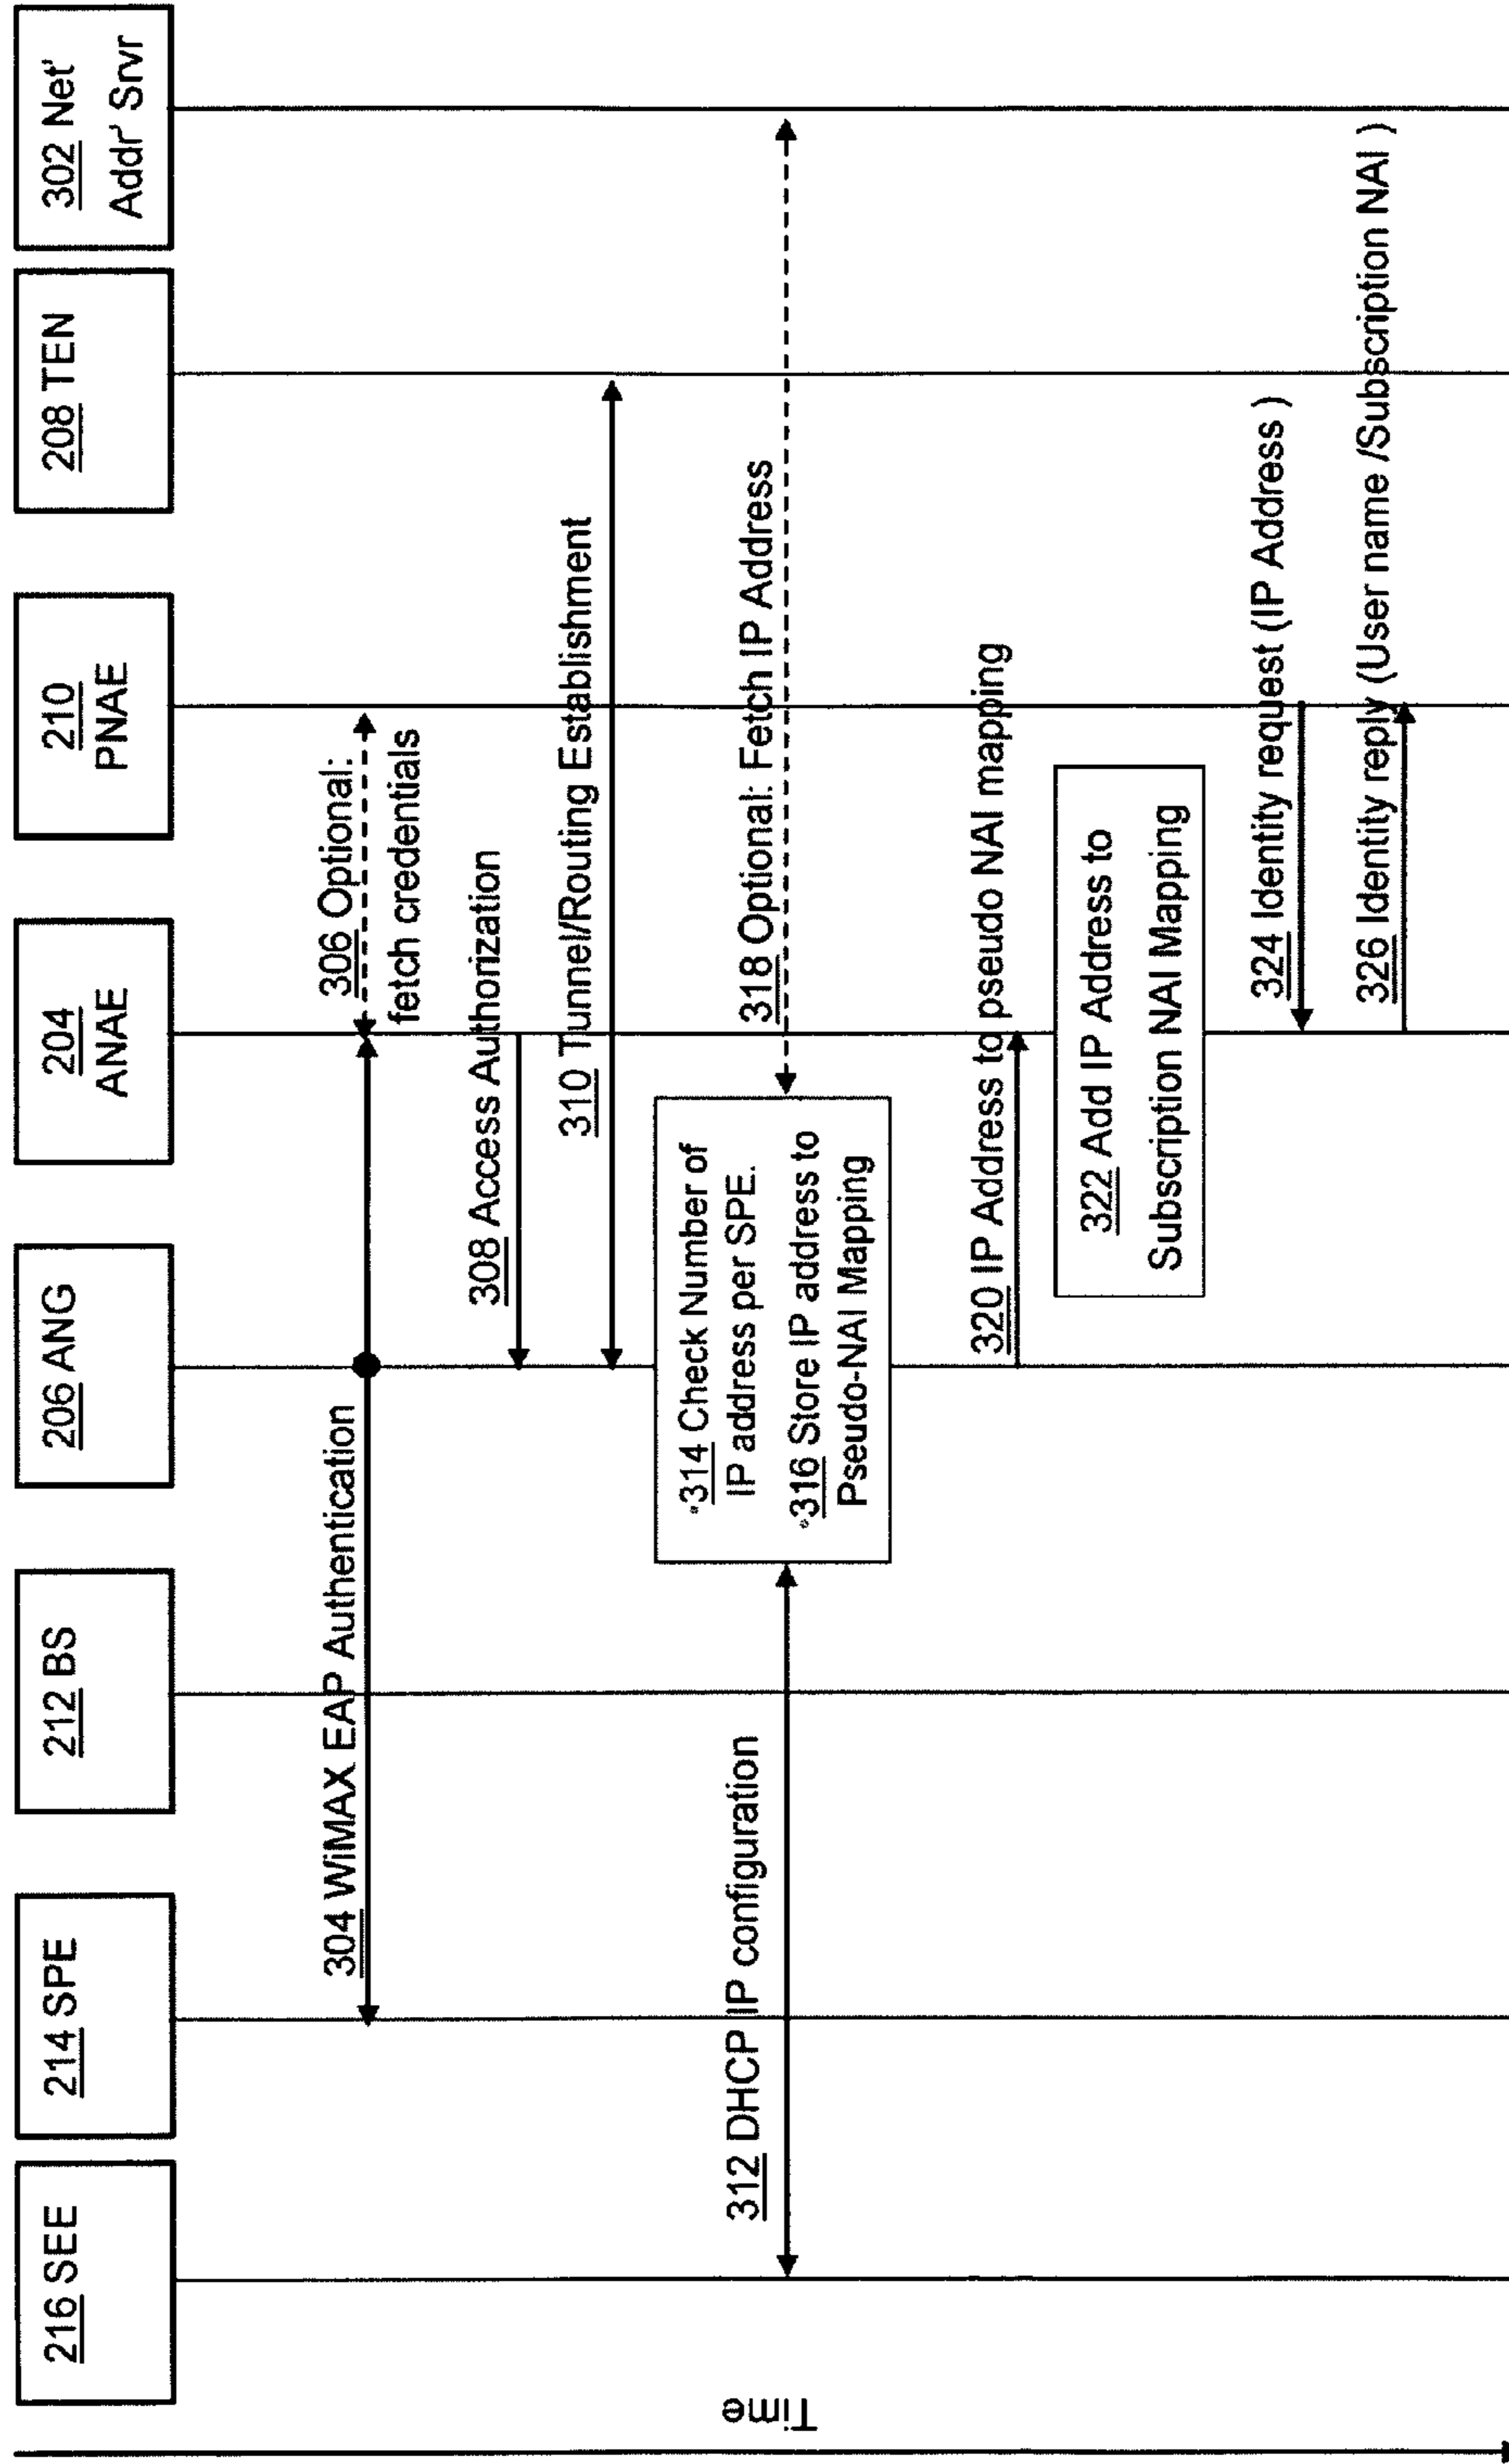 216 SEE
214 SPE
212 BS
206 ANG
204
ANAE
210
PNAE
208 TEN
302 Net'
Addr' Srvr
Time
304 WiMAX EAP Authentication
306 Optional:
fetch credentials
308 Access Authorization
310 Tunnel/Routing Establishment
312 DHCP IP configuration
314 Check Number of
IP address per SPE.
316 Store IP address to
Pseudo-NAI Mapping
318 Optional: Fetch IP Address
320 IP Address to pseudo NAI mapping
322 Add IP Address to
Subscription NAI Mapping
324 Identity request (IP Address )
326 Identity reply (User name /Subscription NAI )